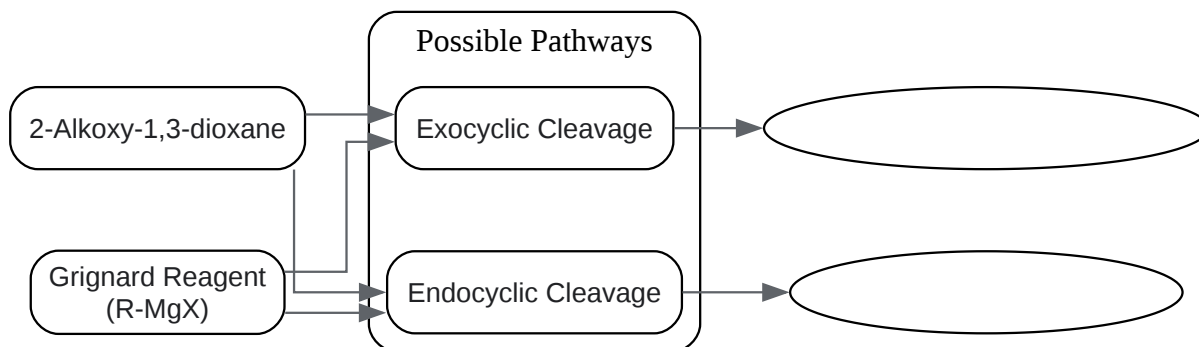 Possible Pathways
2-Alkoxy-1,3-dioxane
Exocyclic Cleavage
Grignard Reagent
(R-MgX)
Endocyclic Cleavage